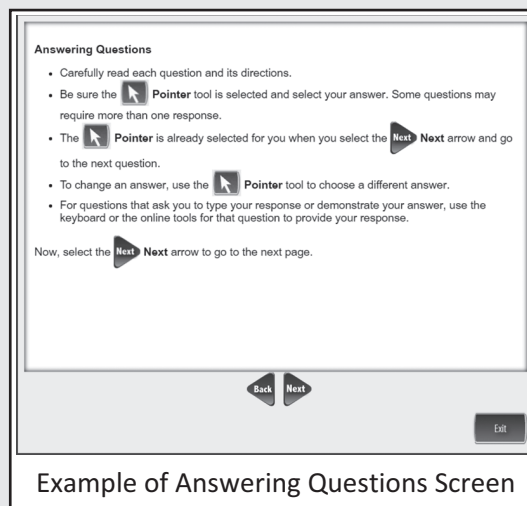 Answering Questions
• Carefully read each question and its directions.
• Be sure the Pointer tool is selected and select your answer. Some questions may
require more than one response.
• The Pointer is already selected for you when you select the Next Next arrow and go
to the next question.
• To change an answer, use the Pointer tool to choose a different answer.
• For questions that ask you to type your response or demonstrate your answer, use the
keyboard or the online tools for that question to provide your response.
Now, select the Next Next arrow to go to the next page.
Back Next
Exit
Example of Answering Questions Screen